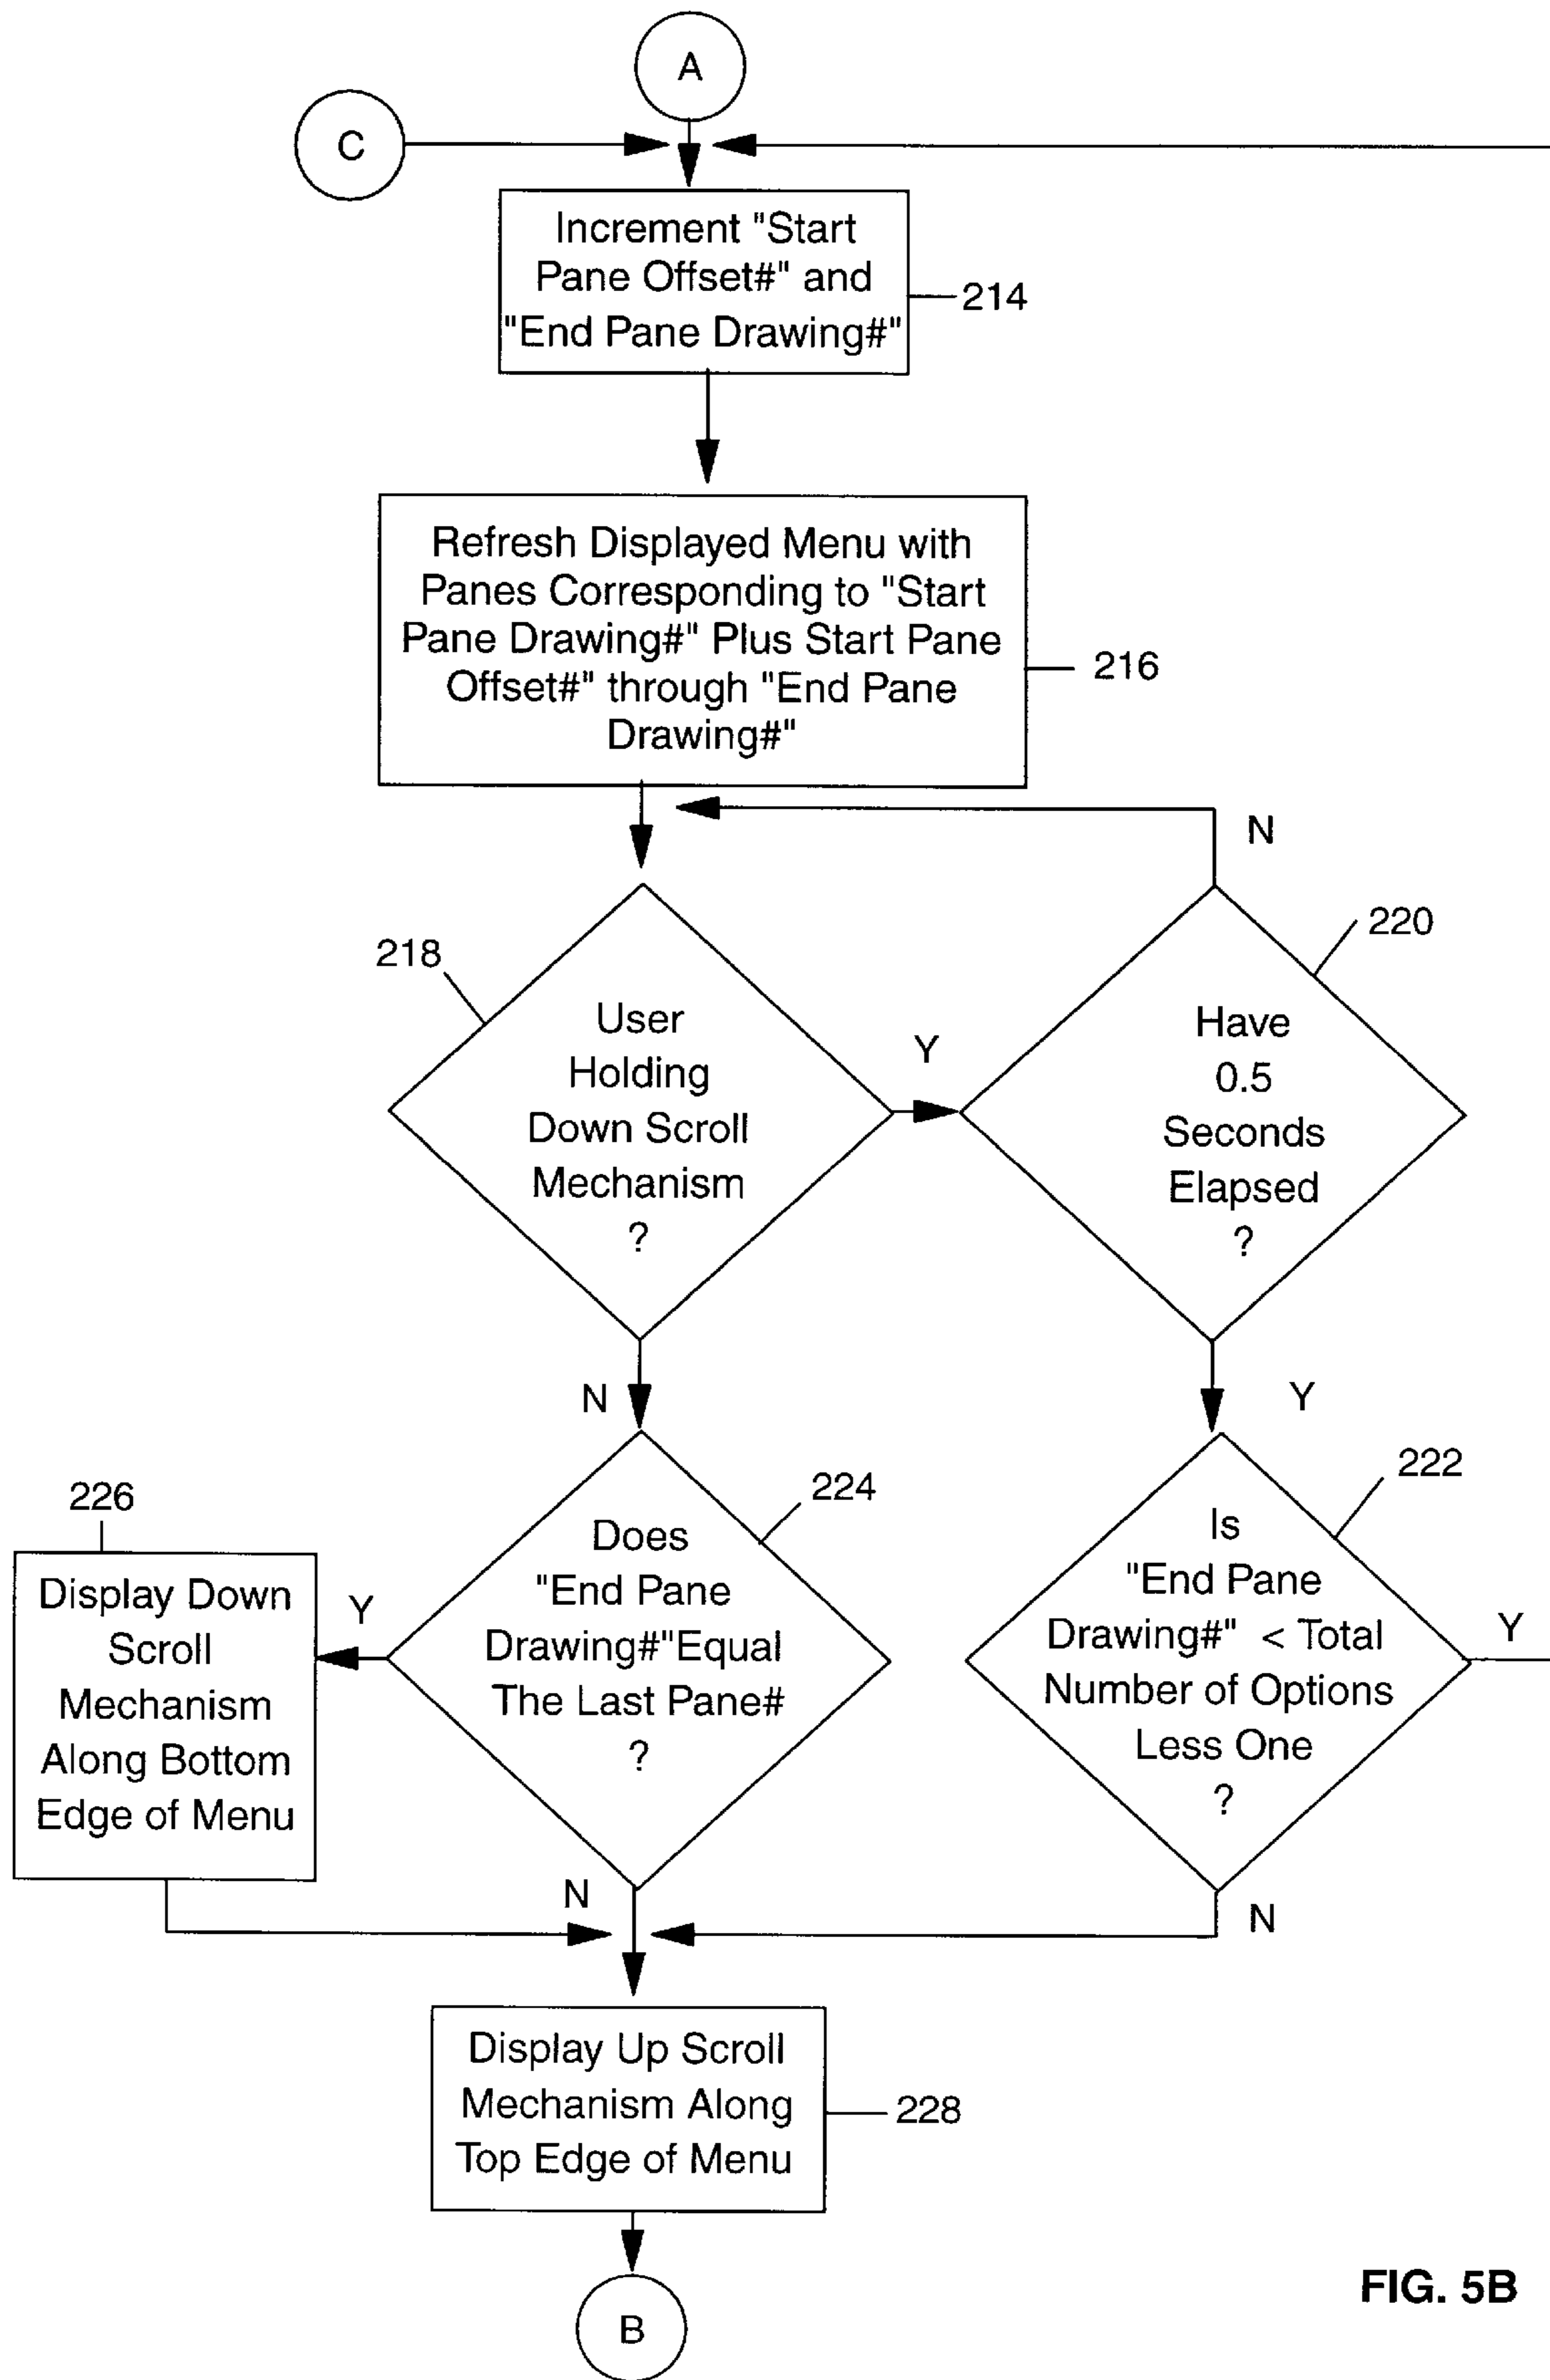 A
C
Increment "Start
Pane Offset#" and
"End Pane Drawing#"
214
Refresh Displayed Menu with
Panes Corresponding to "Start
Pane Drawing#" Plus Start Pane
Offset#" through "End Pane
Drawing#"
216
N
218
User
Holding
Down Scroll
Mechanism
?
Y
220
Have
0.5
Seconds
Elapsed
?
N
Y
226
Display Down
Scroll
Mechanism
Along Bottom
Edge of Menu
Y
224
Does
"End Pane
Drawing#"Equal
The Last Pane#
?
222
Is
"End Pane
Drawing#" < Total
Number of Options
Less One
?
Y
N
N
Display Up Scroll
Mechanism Along
Top Edge of Menu
228
B
FIG. 5B